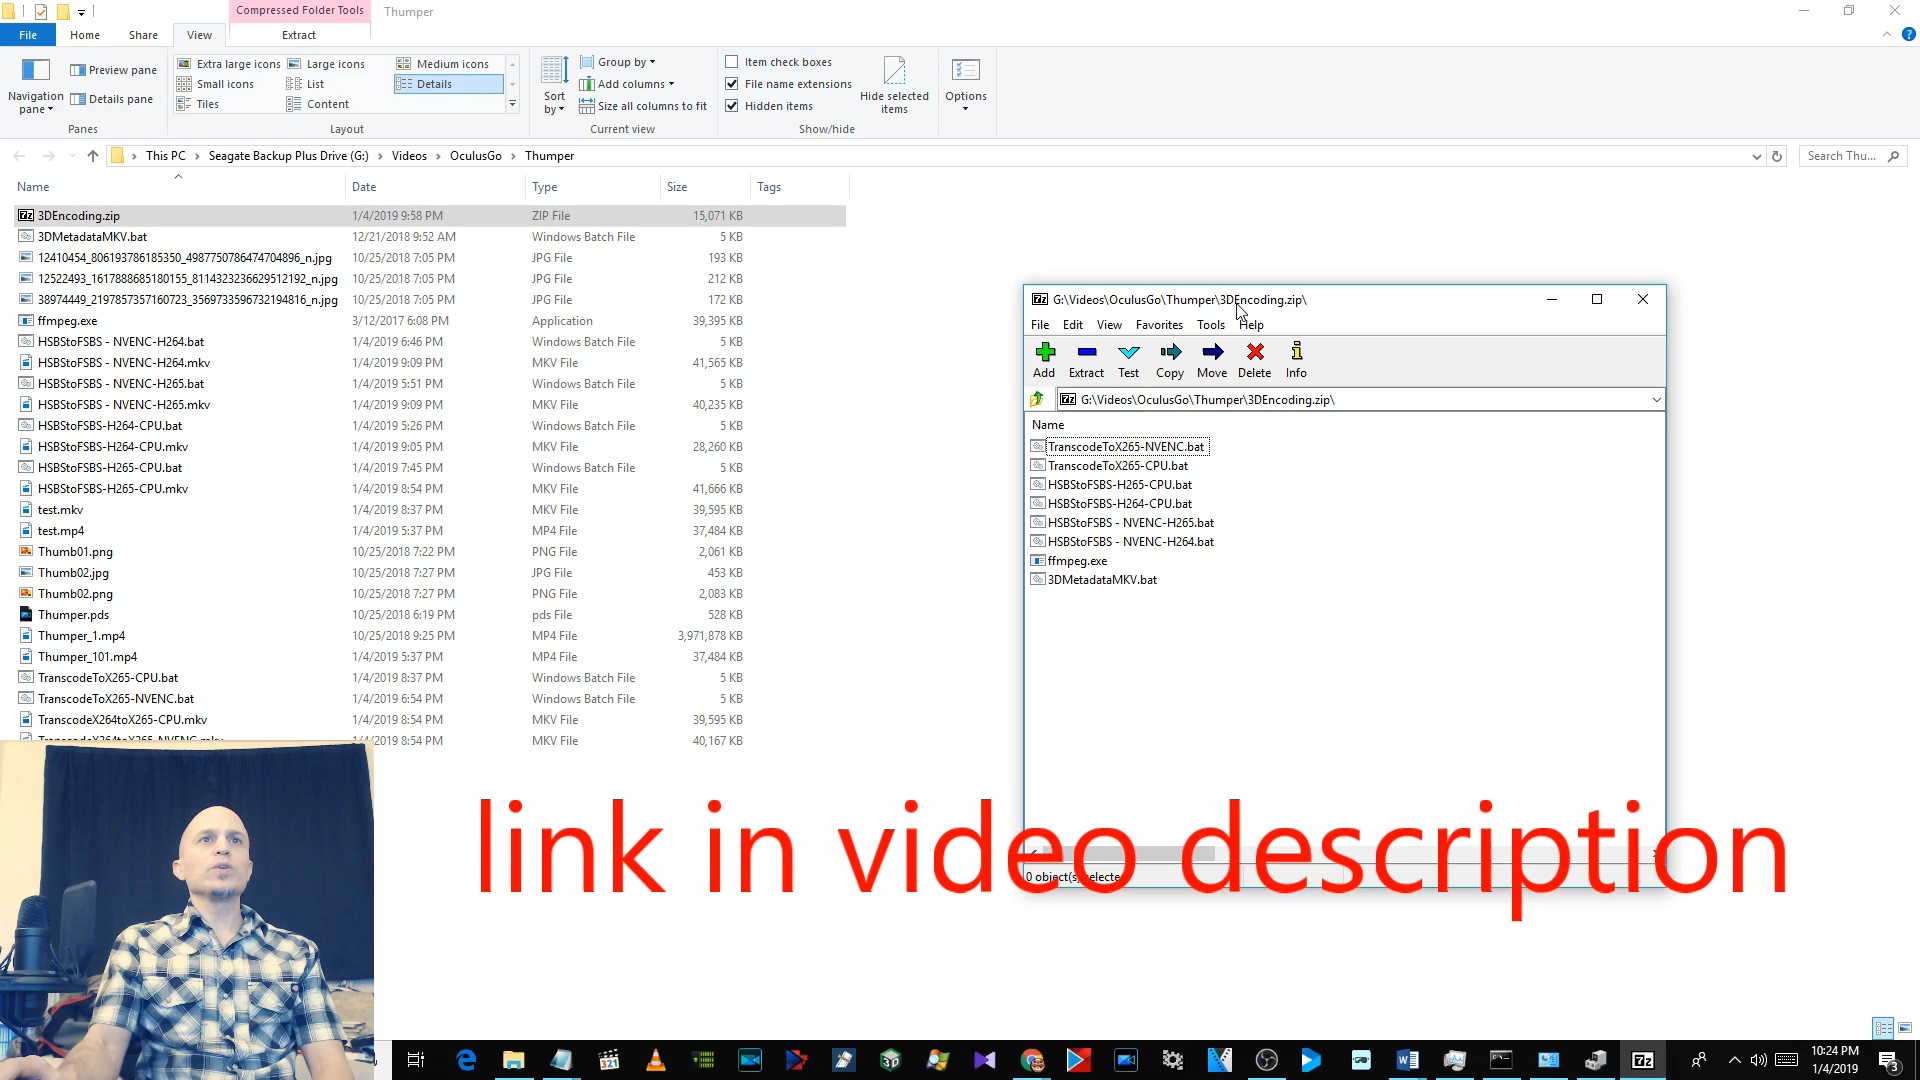 Compressed Folder Tools
Thumper
File
Home
Share
View
Extract
Navigation pane
Preview pane
Details pane
Panes
Extra large icons
Large icons
Medium icons
Small icons
List
Details
Tiles
Content
Layout
Sort by
Group by
Add columns
Size all columns to fit
Current view
Item check boxes
File name extensions
Hidden items
Hide selected items
Show/hide
Options
This PC > Seagate Backup Plus Drive (G:) > Videos > OculusGo > Thumper
Search Thu...
Name Date Type Size Tags
3DEncoding.zip 1/4/2019 9:58 PM ZIP File 15,071 KB
3DMetadataMKV.bat 12/21/2018 9:52 AM Windows Batch File 5 KB
12410454_806193786185350_4987750786474704896_n.jpg 10/25/2018 7:05 PM JPG File 193 KB
12522493_1617888685180155_8114323236629512192_n.jpg 10/25/2018 7:05 PM JPG File 212 KB
38974449_2197857357160723_3569733596732194816_n.jpg 10/25/2018 7:05 PM JPG File 172 KB
ffmpeg.exe 3/12/2017 6:08 PM Application 39,395 KB
HSBStoFSBS - NVENC-H264.bat 1/4/2019 6:46 PM Windows Batch File 5 KB
HSBStoFSBS - NVENC-H264.mkv 1/4/2019 9:09 PM MKV File 41,565 KB
HSBStoFSBS - NVENC-H265.bat 1/4/2019 5:51 PM Windows Batch File 5 KB
HSBStoFSBS - NVENC-H265.mkv 1/4/2019 9:09 PM MKV File 40,235 KB
HSBStoFSBS-H264-CPU.bat 1/4/2019 5:26 PM Windows Batch File 5 KB
HSBStoFSBS-H264-CPU.mkv 1/4/2019 9:05 PM MKV File 28,260 KB
HSBStoFSBS-H265-CPU.bat 1/4/2019 7:45 PM Windows Batch File 5 KB
HSBStoFSBS-H265-CPU.mkv 1/4/2019 8:54 PM MKV File 41,666 KB
test.mkv 1/4/2019 8:37 PM MKV File 39,595 KB
test.mp4 1/4/2019 5:37 PM MP4 File 37,484 KB
Thumb01.png 10/25/2018 7:22 PM PNG File 2,061 KB
Thumb02.jpg 10/25/2018 7:27 PM JPG File 453 KB
Thumb02.png 10/25/2018 7:27 PM PNG File 2,083 KB
Thumper.pds 10/25/2018 6:19 PM pds File 528 KB
Thumper_1.mp4 10/25/2018 9:25 PM MP4 File 3,971,878 KB
Thumper_101.mp4 1/4/2019 5:37 PM MP4 File 37,484 KB
TranscodeToX265-CPU.bat 1/4/2019 8:37 PM Windows Batch File 5 KB
TranscodeToX265-NVENC.bat 1/4/2019 6:54 PM Windows Batch File 5 KB
TranscodeX264toX265-CPU.mkv 1/4/2019 8:54 PM MKV File 39,595 KB
TranscodeX264toX265-NVENC.mkv 1/4/2019 8:54 PM MKV File 40,167 KB
G:\Videos\OculusGo\Thumper\3DEncoding.zip\
File Edit View Favorites Tools Help
Add Extract Test Copy Move Delete Info
G:\Videos\OculusGo\Thumper\3DEncoding.zip\
Name
TranscodeToX265-NVENC.bat
TranscodeToX265-CPU.bat
HSBStoFSBS-H265-CPU.bat
HSBStoFSBS-H264-CPU.bat
HSBStoFSBS - NVENC-H265.bat
HSBStoFSBS - NVENC-H264.bat
ffmpeg.exe
3DMetadataMKV.bat
0 object(s) selected
link in video description
10:24 PM
1/4/2019